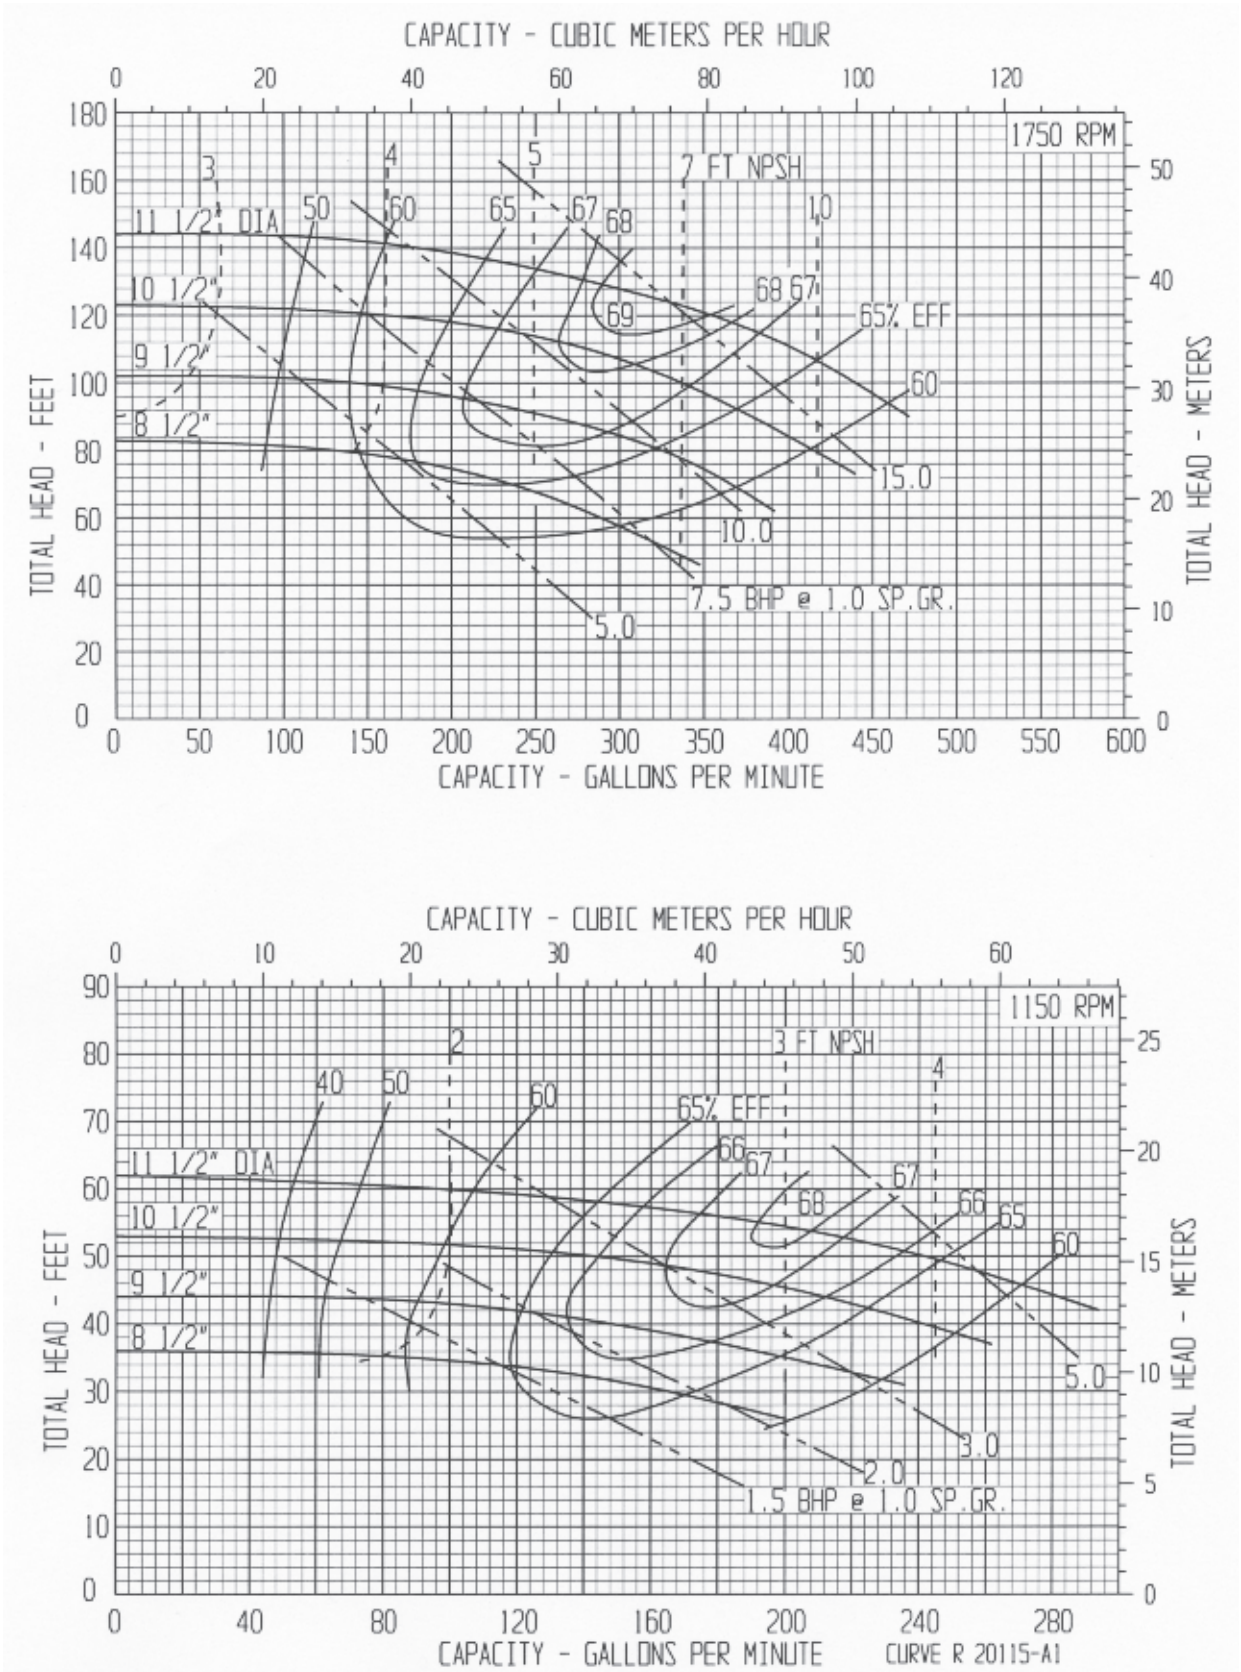 CAPACITY - CUBIC METERS PER HOUR
0 20 40 60 80 100 120
1750 RPM
180
160
140
120
100
80
60
40
20
0
TOTAL HEAD - FEET
50
40
30
20
10
0
TOTAL HEAD - METERS
3 4 5 7 FT NPSH 10
50 60 65 67 68
11 1/2" DIA
10 1/2"
9 1/2"
8 1/2"
69
68 67
65% EFF
60
15.0
10.0
7.5 BHP @ 1.0 SP.GR.
5.0
0 50 100 150 200 250 300 350 400 450 500 550 600
CAPACITY - GALLONS PER MINUTE
CAPACITY - CUBIC METERS PER HOUR
0 10 20 30 40 50 60
1150 RPM
90
80
70
60
50
40
30
20
10
0
TOTAL HEAD - FEET
25
20
15
10
5
0
TOTAL HEAD - METERS
2 3 FT NPSH 4
40 50 60 65% EFF
66
67
11 1/2" DIA
10 1/2"
9 1/2"
8 1/2"
68
67
66
65
60
5.0
3.0
2.0
1.5 BHP @ 1.0 SP.GR.
0 40 80 120 160 200 240 280
CAPACITY - GALLONS PER MINUTE
CURVE R 20115-A1